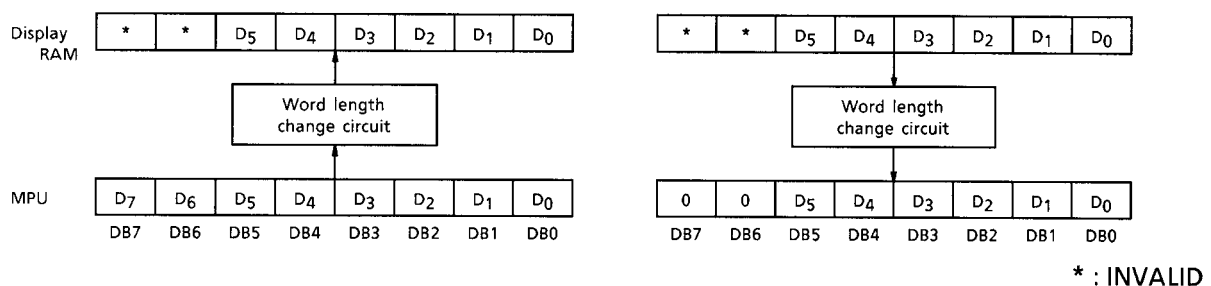 Display RAM
* * D5 D4 D3 D2 D1 D0
* * D5 D4 D3 D2 D1 D0
Word length
change circuit
Word length
change circuit
MPU
D7 D6 D5 D4 D3 D2 D1 D0
DB7 DB6 DB5 DB4 DB3 DB2 DB1 DB0
0 0 D5 D4 D3 D2 D1 D0
DB7 DB6 DB5 DB4 DB3 DB2 DB1 DB0
* : INVALID